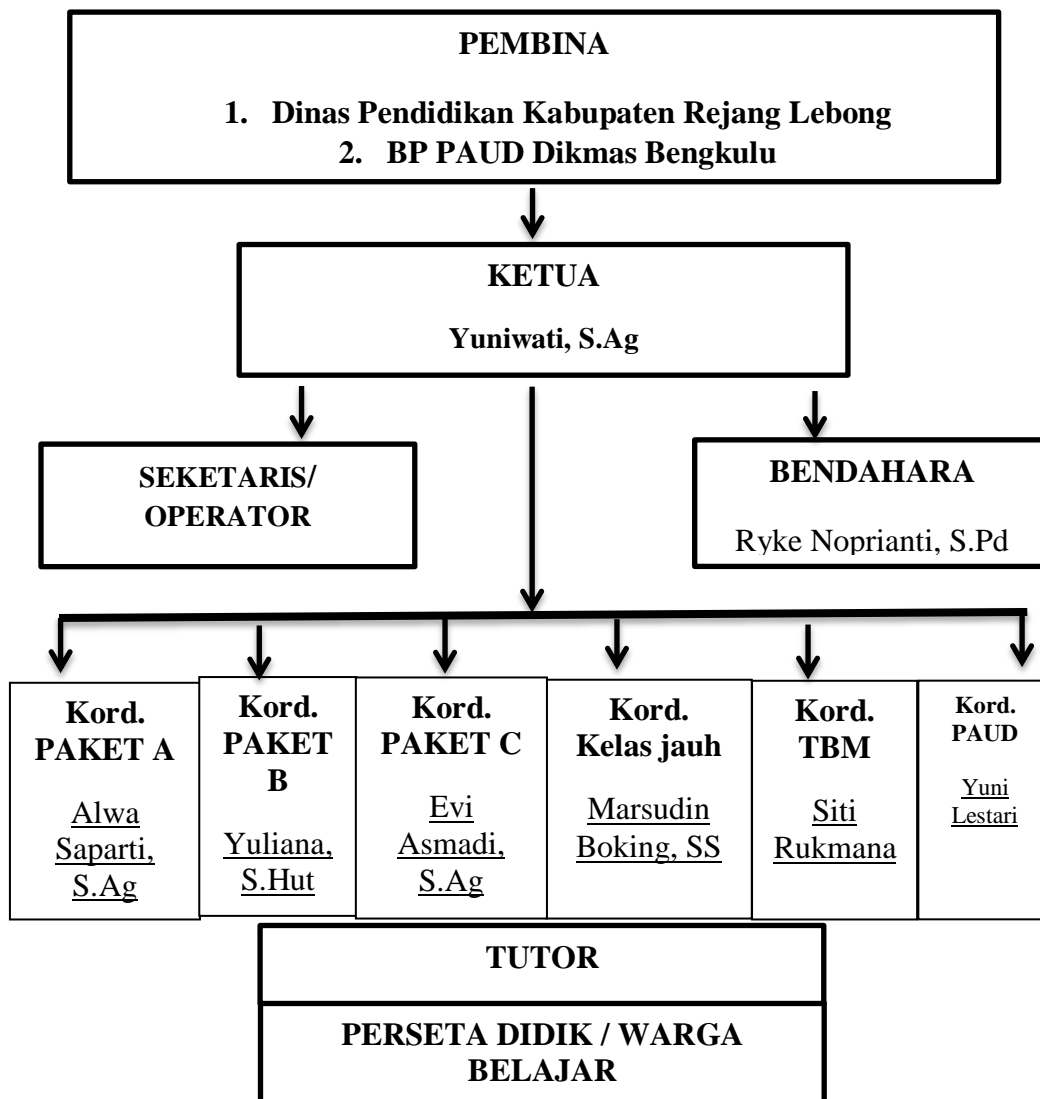 PEMBINA
1. Dinas Pendidikan Kabupaten Rejang Lebong
2. BP PAUD Dikmas Bengkulu
KETUA
Yuniwati, S.Ag
SEKETARIS/
OPERATOR
BENDAHARA
Ryke Noprianti, S.Pd
Kord.
PAKET A
Alwa
Saparti,
S.Ag
Kord.
PAKET
B
Yuliana,
S.Hut
Kord.
PAKET C
Evi
Asmadi,
S.Ag
Kord.
Kelas jauh
Marsudin
Boking, SS
Kord.
TBM
Siti
Rukmana
Kord.
PAUD
Yuni
Lestari
TUTOR
PERSETA DIDIK / WARGA
BELAJAR